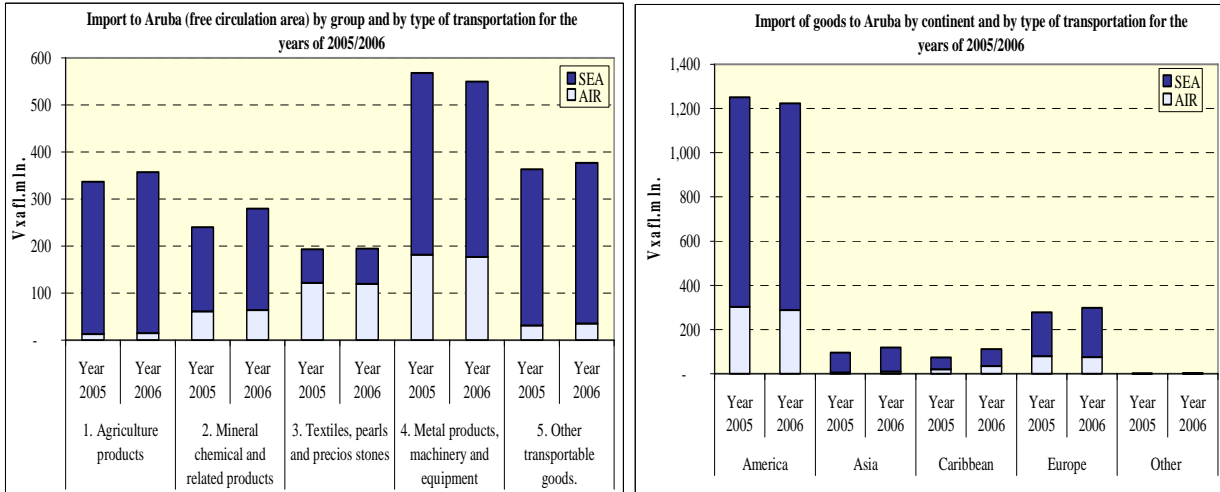 Import to Aruba (free circulation area) by group and by type of transportation for the
years of 2005/2006
600
500
400
300
200
100
-
V x afl. mln.
SEA
AIR
Year 2005
Year 2006
Year 2005
Year 2006
Year 2005
Year 2006
Year 2005
Year 2006
Year 2005
Year 2006
1. Agriculture
products
2. Mineral
chemical and
related products
3. Textiles, pearls
and precios stones
4. Metal products,
machinery and
equipment
5. Other
transportable
goods.
Import of goods to Aruba by continent and by type of transportation for the
years of 2005/2006
1,400
1,200
1,000
800
600
400
200
-
V x afl. mln.
SEA
AIR
Year 2005
Year 2006
Year 2005
Year 2006
Year 2005
Year 2006
Year 2005
Year 2006
Year 2005
Year 2006
America
Asia
Caribbean
Europe
Other